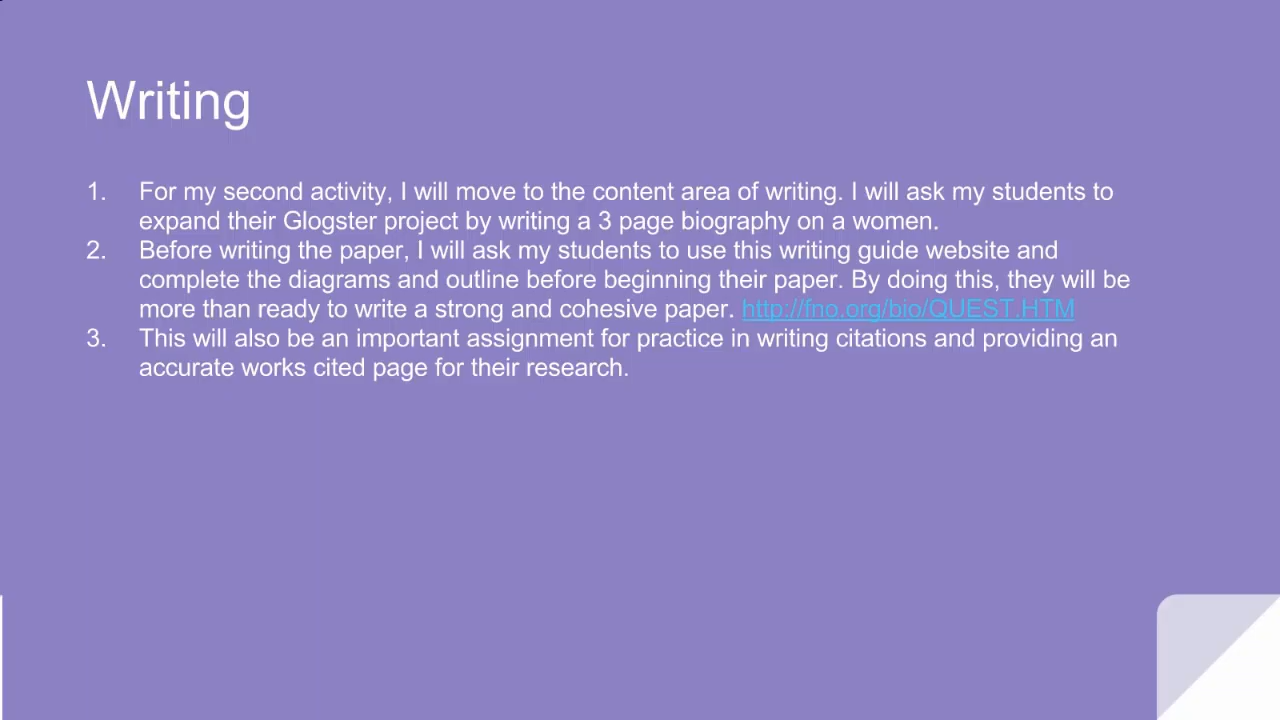 Writing
1. For my second activity, I will move to the content area of writing. I will ask my students to
expand their Glogster project by writing a 3 page biography on a women.
2. Before writing the paper, I will ask my students to use this writing guide website and
complete the diagrams and outline before beginning their paper. By doing this, they will be
more than ready to write a strong and cohesive paper. http://fno.org/bio/QUEST.HTM
3. This will also be an important assignment for practice in writing citations and providing an
accurate works cited page for their research.